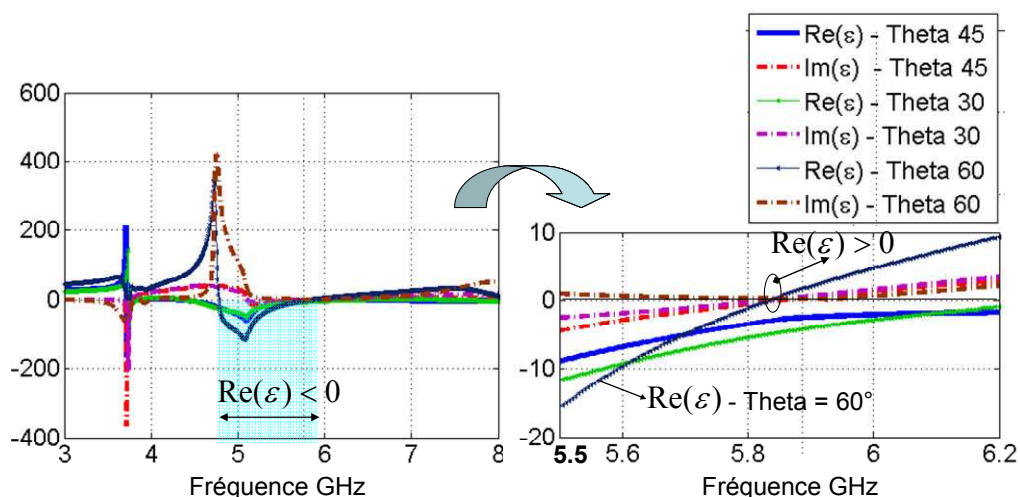 Re(ε) - Theta 45
Im(ε) - Theta 45
Re(ε) - Theta 30
Im(ε) - Theta 30
Re(ε) - Theta 60
Im(ε) - Theta 60
600
400
200
0
-200
-400
3 4 5 6 7 8
Re(ε) < 0
Fréquence GHz
10
0
-10
-20
5.5 5.6 5.8 6 6.2
Re(ε) > 0
Re(ε) - Theta = 60°
Fréquence GHz